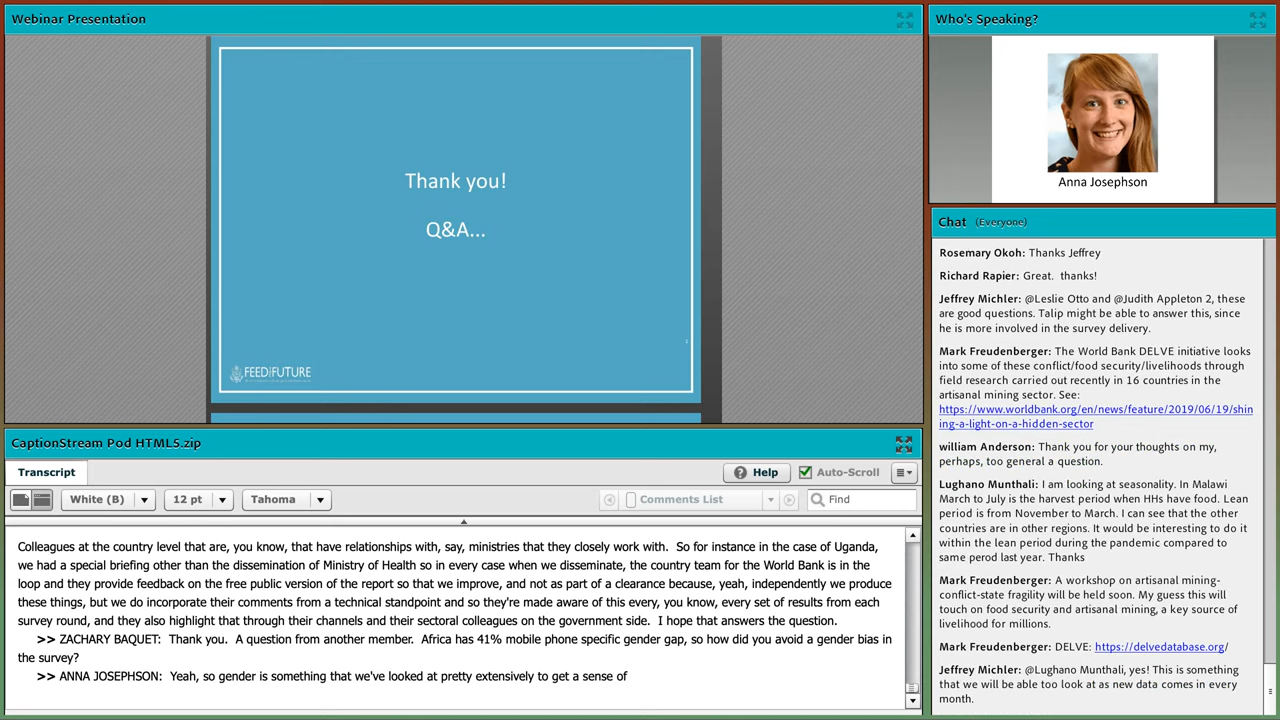 Webinar Presentation
Thank you!
Q&A...
FEED THE FUTURE
Who's Speaking?
Anna Josephson
Chat (Everyone)
Rosemary Okoh: Thanks Jeffrey
Richard Rapier: Great. thanks!
Jeffrey Michler: @Leslie Otto and @Judith Appleton 2, these
are good questions. Talip might be able to answer this, since
he is more involved in the survey delivery.
Mark Freudenberger: The World Bank DELVE initiative looks
into some of these conflict/food security/livelihoods through
field research carried out recently in 16 countries in the
artisanal mining sector. See:
https://www.worldbank.org/en/news/feature/2019/06/19/shin
ing-a-light-on-a-hidden-sector
william Anderson: Thank you for your thoughts on my,
perhaps, too general a question.
Lughano Munthali: I am looking at seasonality. In Malawi
March to July is the harvest period when HHs have food. Lean
period is from November to March. I can see that the other
countries are in other regions. It would be interesting to do it
within the lean period during the pandemic compared to
same perod last year. Thanks
Mark Freudenberger: A workshop on artisanal mining-
conflict-state fragility will be held soon. My guess this will
touch on food security and artisanal mining, a key source of
livelihood for millions.
Mark Freudenberger: DELVE: https://delvedatabase.org/
Jeffrey Michler: @Lughano Munthali, yes! This is something
that we will be able too look at as new data comes in every
month.
CaptionStream Pod HTML5.zip
Transcript
Help
Auto-Scroll
White (B)
12 pt
Tahoma
Comments List
Find
Colleagues at the country level that are, you know, that have relationships with, say, ministries that they closely work with. So for instance in the case of Uganda,
we had a special briefing other than the dissemination of Ministry of Health so in every case when we disseminate, the country team for the World Bank is in the
loop and they provide feedback on the free public version of the report so that we improve, and not as part of a clearance because, yeah, independently we produce
these things, but we do incorporate their comments from a technical standpoint and so they're made aware of this every, you know, every set of results from each
survey round, and they also highlight that through their channels and their sectoral colleagues on the government side. I hope that answers the question.
>> ZACHARY BAQUET: Thank you. A question from another member. Africa has 41% mobile phone specific gender gap, so how did you avoid a gender bias in
the survey?
>> ANNA JOSEPHSON: Yeah, so gender is something that we've looked at pretty extensively to get a sense of